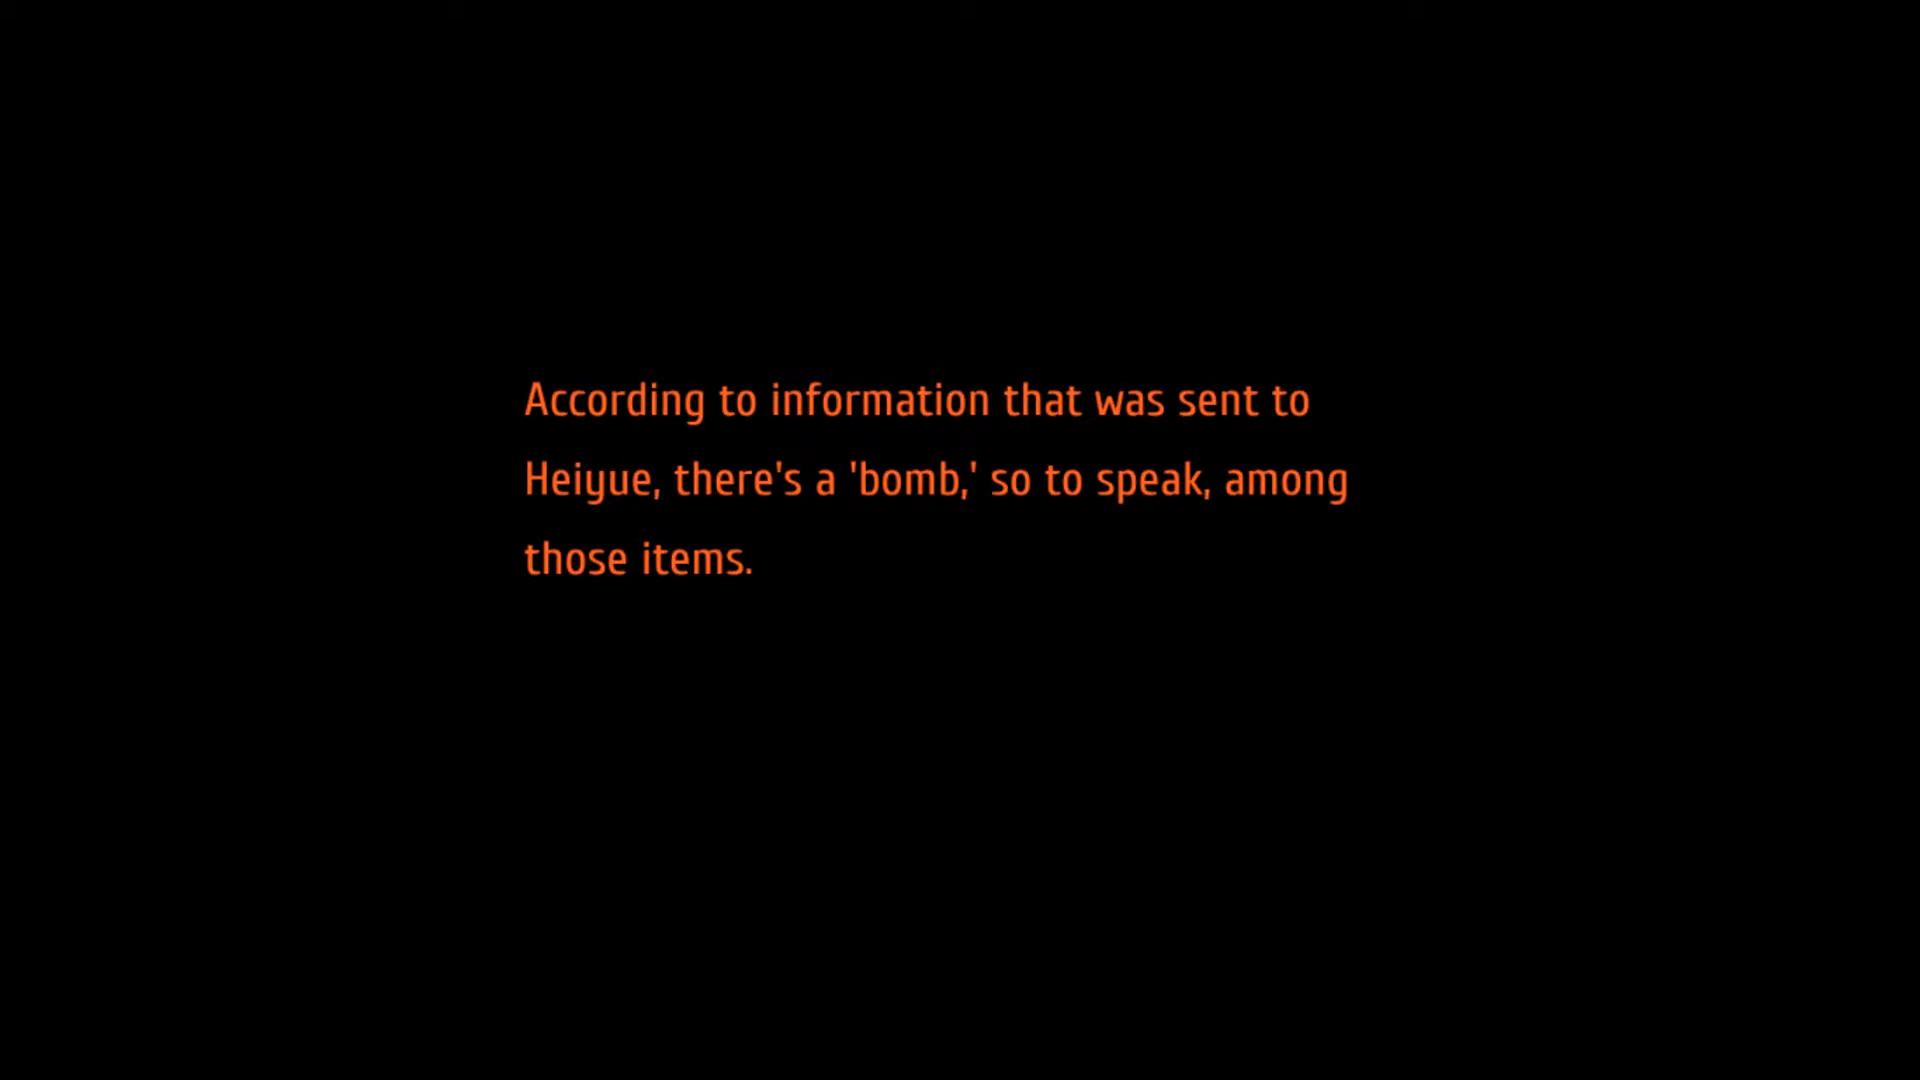 According to information that was sent to
Heiyue, there's a 'bomb,' so to speak, among
those items.